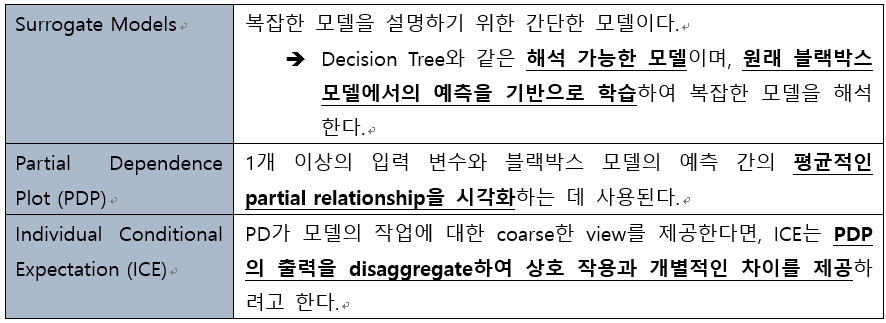 Surrogate Models
복잡한 모델을 설명하기 위한 간단한 모델이다.
➔ Decision Tree와 같은 해석 가능한 모델이며, 원래 블랙박스
모델에서의 예측을 기반으로 학습하여 복잡한 모델을 해석
한다.
Partial Dependence
Plot (PDP)
1개 이상의 입력 변수와 블랙박스 모델의 예측 간의 평균적인
partial relationship을 시각화하는 데 사용된다.
Individual Conditional
Expectation (ICE)
PD가 모델의 작업에 대한 coarse한 view를 제공한다면, ICE는 PDP
의 출력을 disaggregate하여 상호 작용과 개별적인 차이를 제공하
려고 한다.